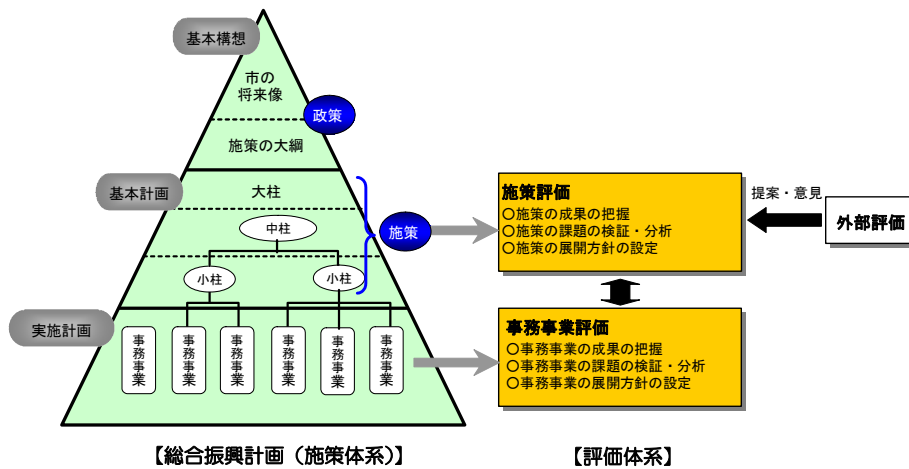 基本構想
市の
将来像
政策
施策の大綱
基本計画
大柱
中柱
施策
小柱
小柱
実施計画
事務事業
事務事業
事務事業
事務事業
事務事業
事務事業
【総合振興計画（施策体系）】
施策評価
○施策の成果の把握
○施策の課題の検証・分析
○施策の展開方針の設定
提案・意見
外部評価
事務事業評価
○事務事業の成果の把握
○事務事業の課題の検証・分析
○事務事業の展開方針の設定
【評価体系】